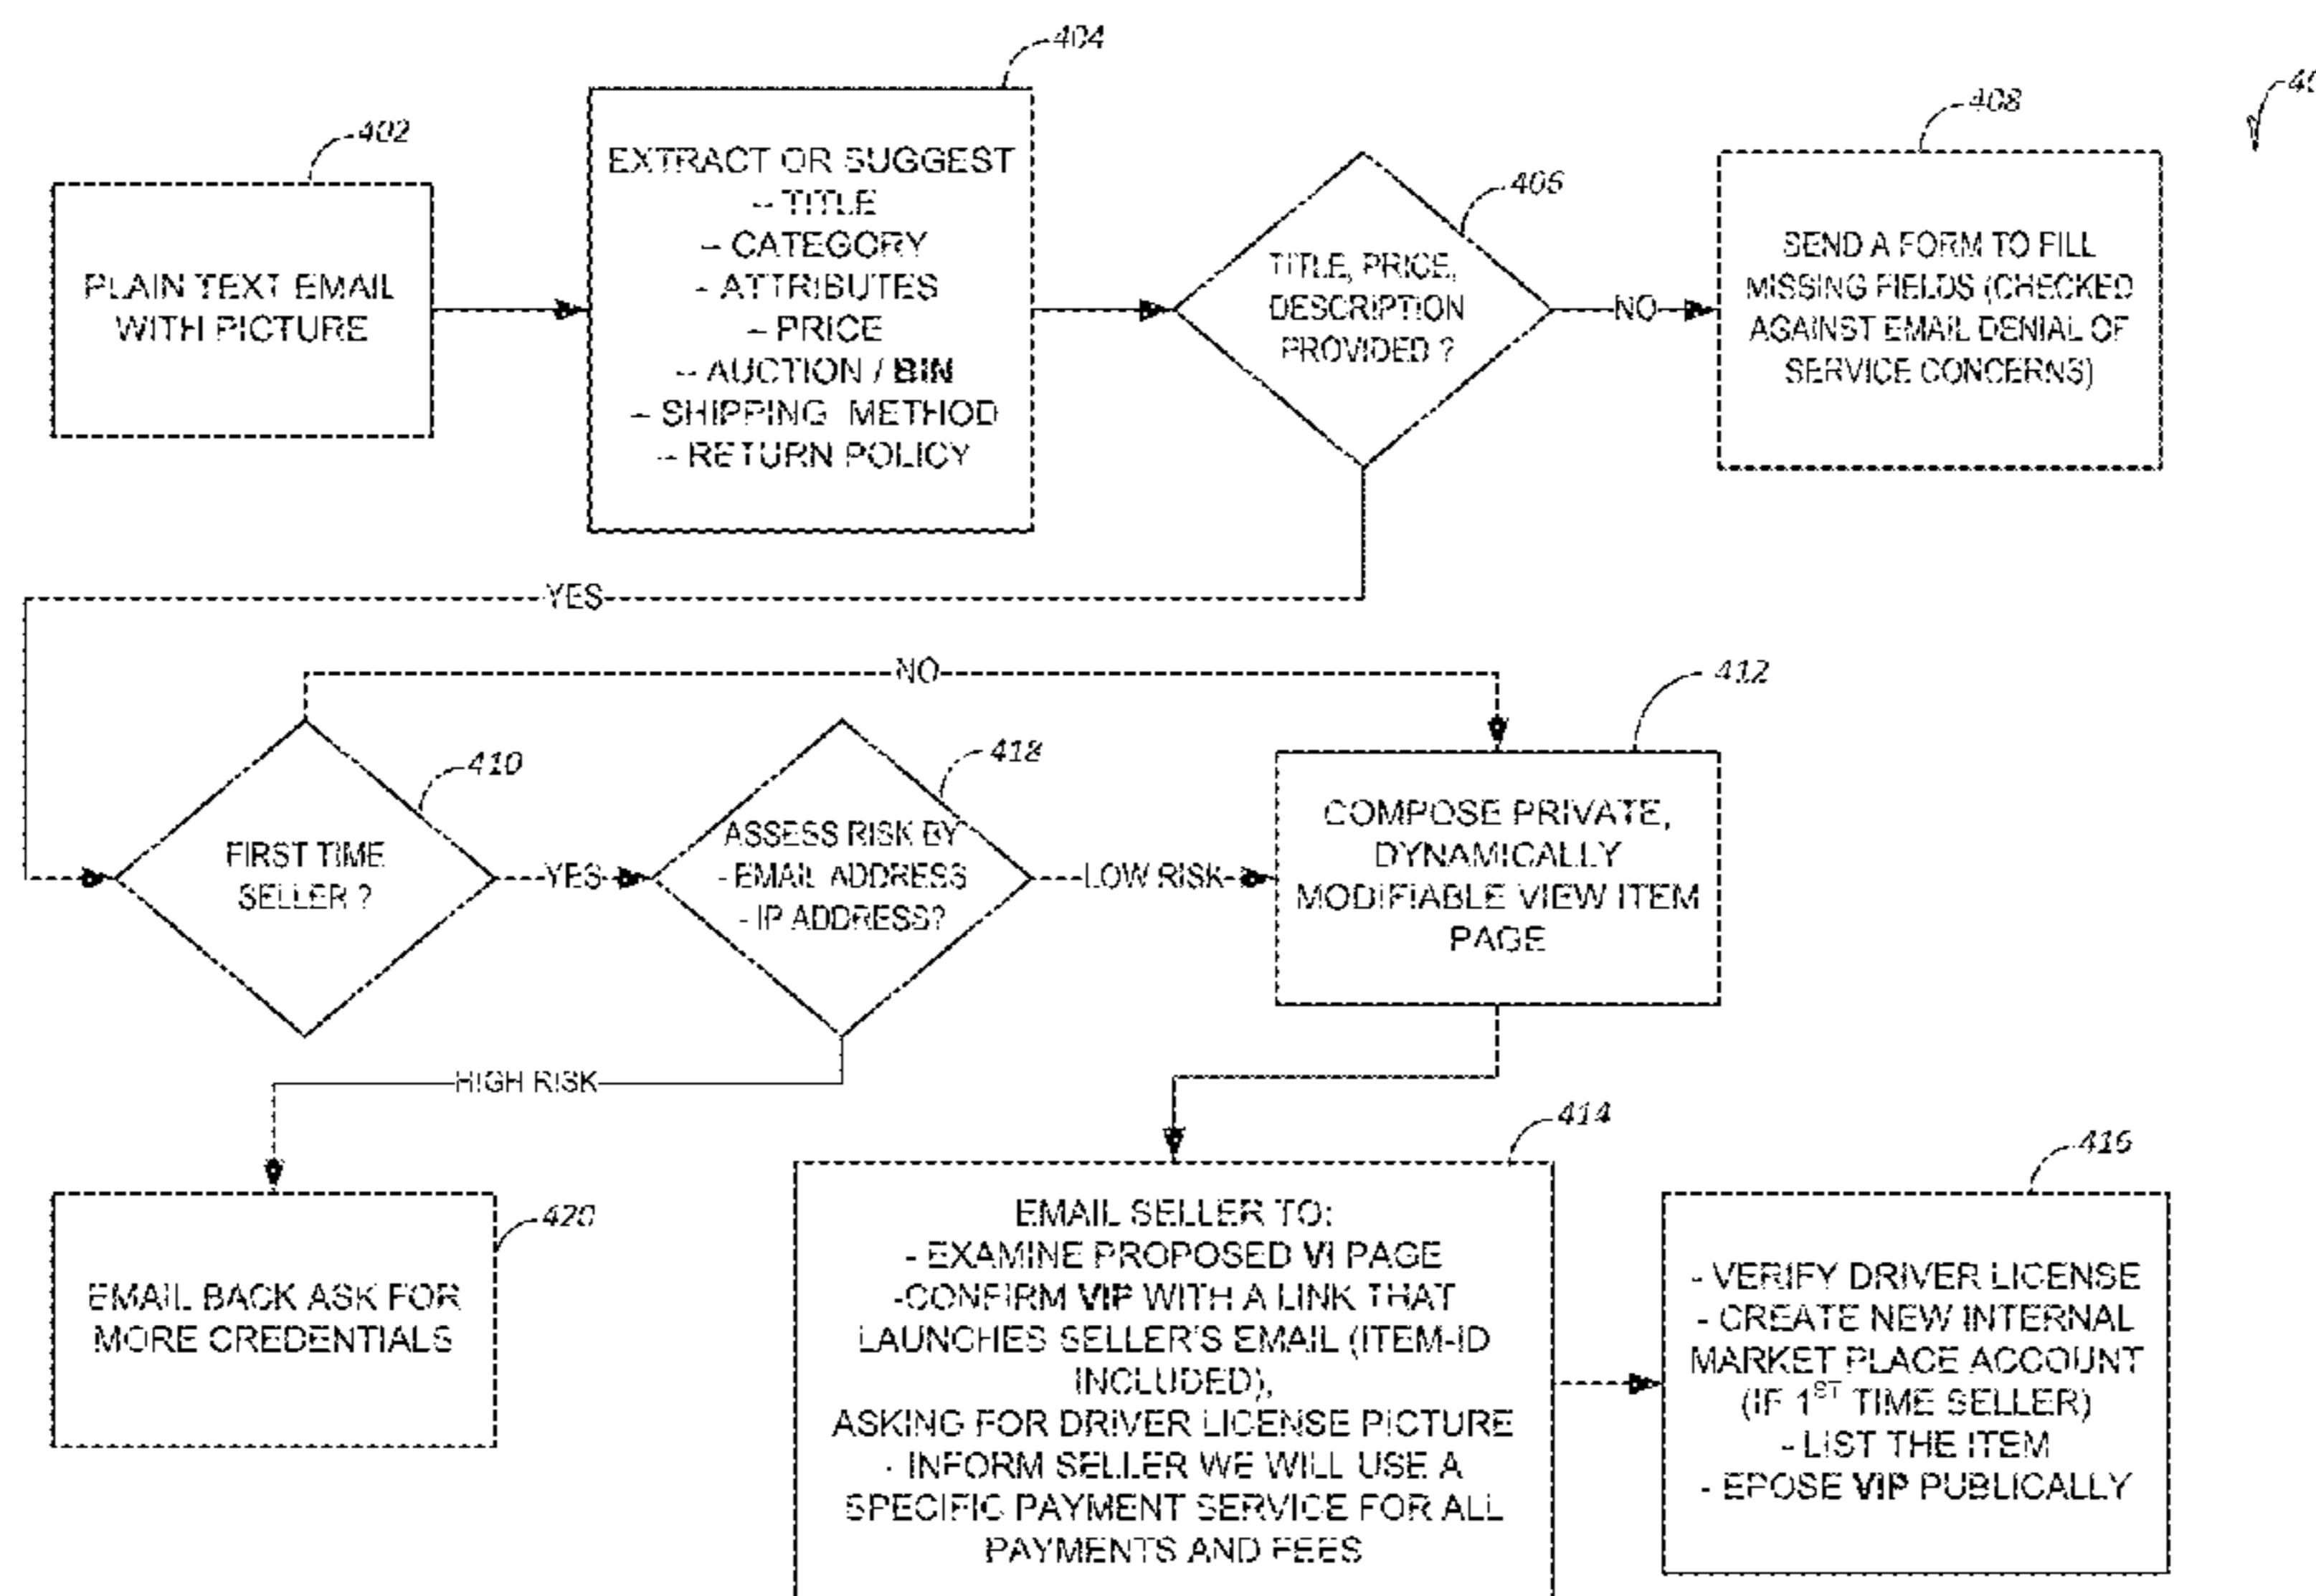 404
402
PLAIN TEXT EMAIL
WITH PICTURE
EXTRACT OR SUGGEST
-- TITLE
-- CATEGORY
-- ATTRIBUTES
-- PRICE
-- AUCTION / BIN
-- SHIPPING METHOD
-- RETURN POLICY
406
TITLE, PRICE,
DESCRIPTION
PROVIDED ?
NO
408
SEND A FORM TO FILL
MISSING FIELDS (CHECKED
AGAINST EMAIL DENIAL OF
SERVICE CONCERNS)
YES
NO
410
FIRST TIME
SELLER ?
YES
418
ASSESS RISK BY
- EMAIL ADDRESS
- IP ADDRESS?
LOW RISK
412
COMPOSE PRIVATE,
DYNAMICALLY
MODIFIABLE VIEW ITEM
PAGE
HIGH RISK
420
EMAIL BACK ASK FOR
MORE CREDENTIALS
414
EMAIL SELLER TO:
- EXAMINE PROPOSED VI PAGE
-CONFIRM VIP WITH A LINK THAT
LAUNCHES SELLER'S EMAIL (ITEM-ID
INCLUDED),
ASKING FOR DRIVER LICENSE PICTURE
- INFORM SELLER WE WILL USE A
SPECIFIC PAYMENT SERVICE FOR ALL
PAYMENTS AND FEES
416
- VERIFY DRIVER LICENSE
- CREATE NEW INTERNAL
MARKET PLACE ACCOUNT
(IF 1ST TIME SELLER)
- LIST THE ITEM
- EPOSE VIP PUBLICALLY